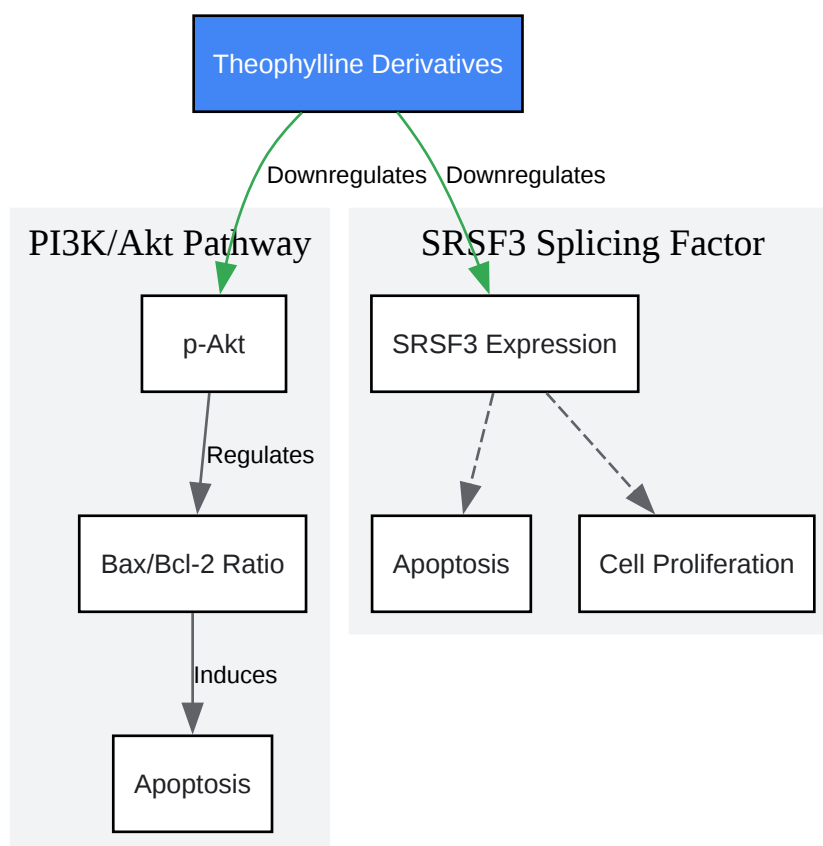 Theophylline Derivatives
Downregulates
Downregulates
PI3K/Akt Pathway
SRSF3 Splicing Factor
p-Akt
SRSF3 Expression
Regulates
Bax/Bcl-2 Ratio
Apoptosis
Cell Proliferation
Induces
Apoptosis